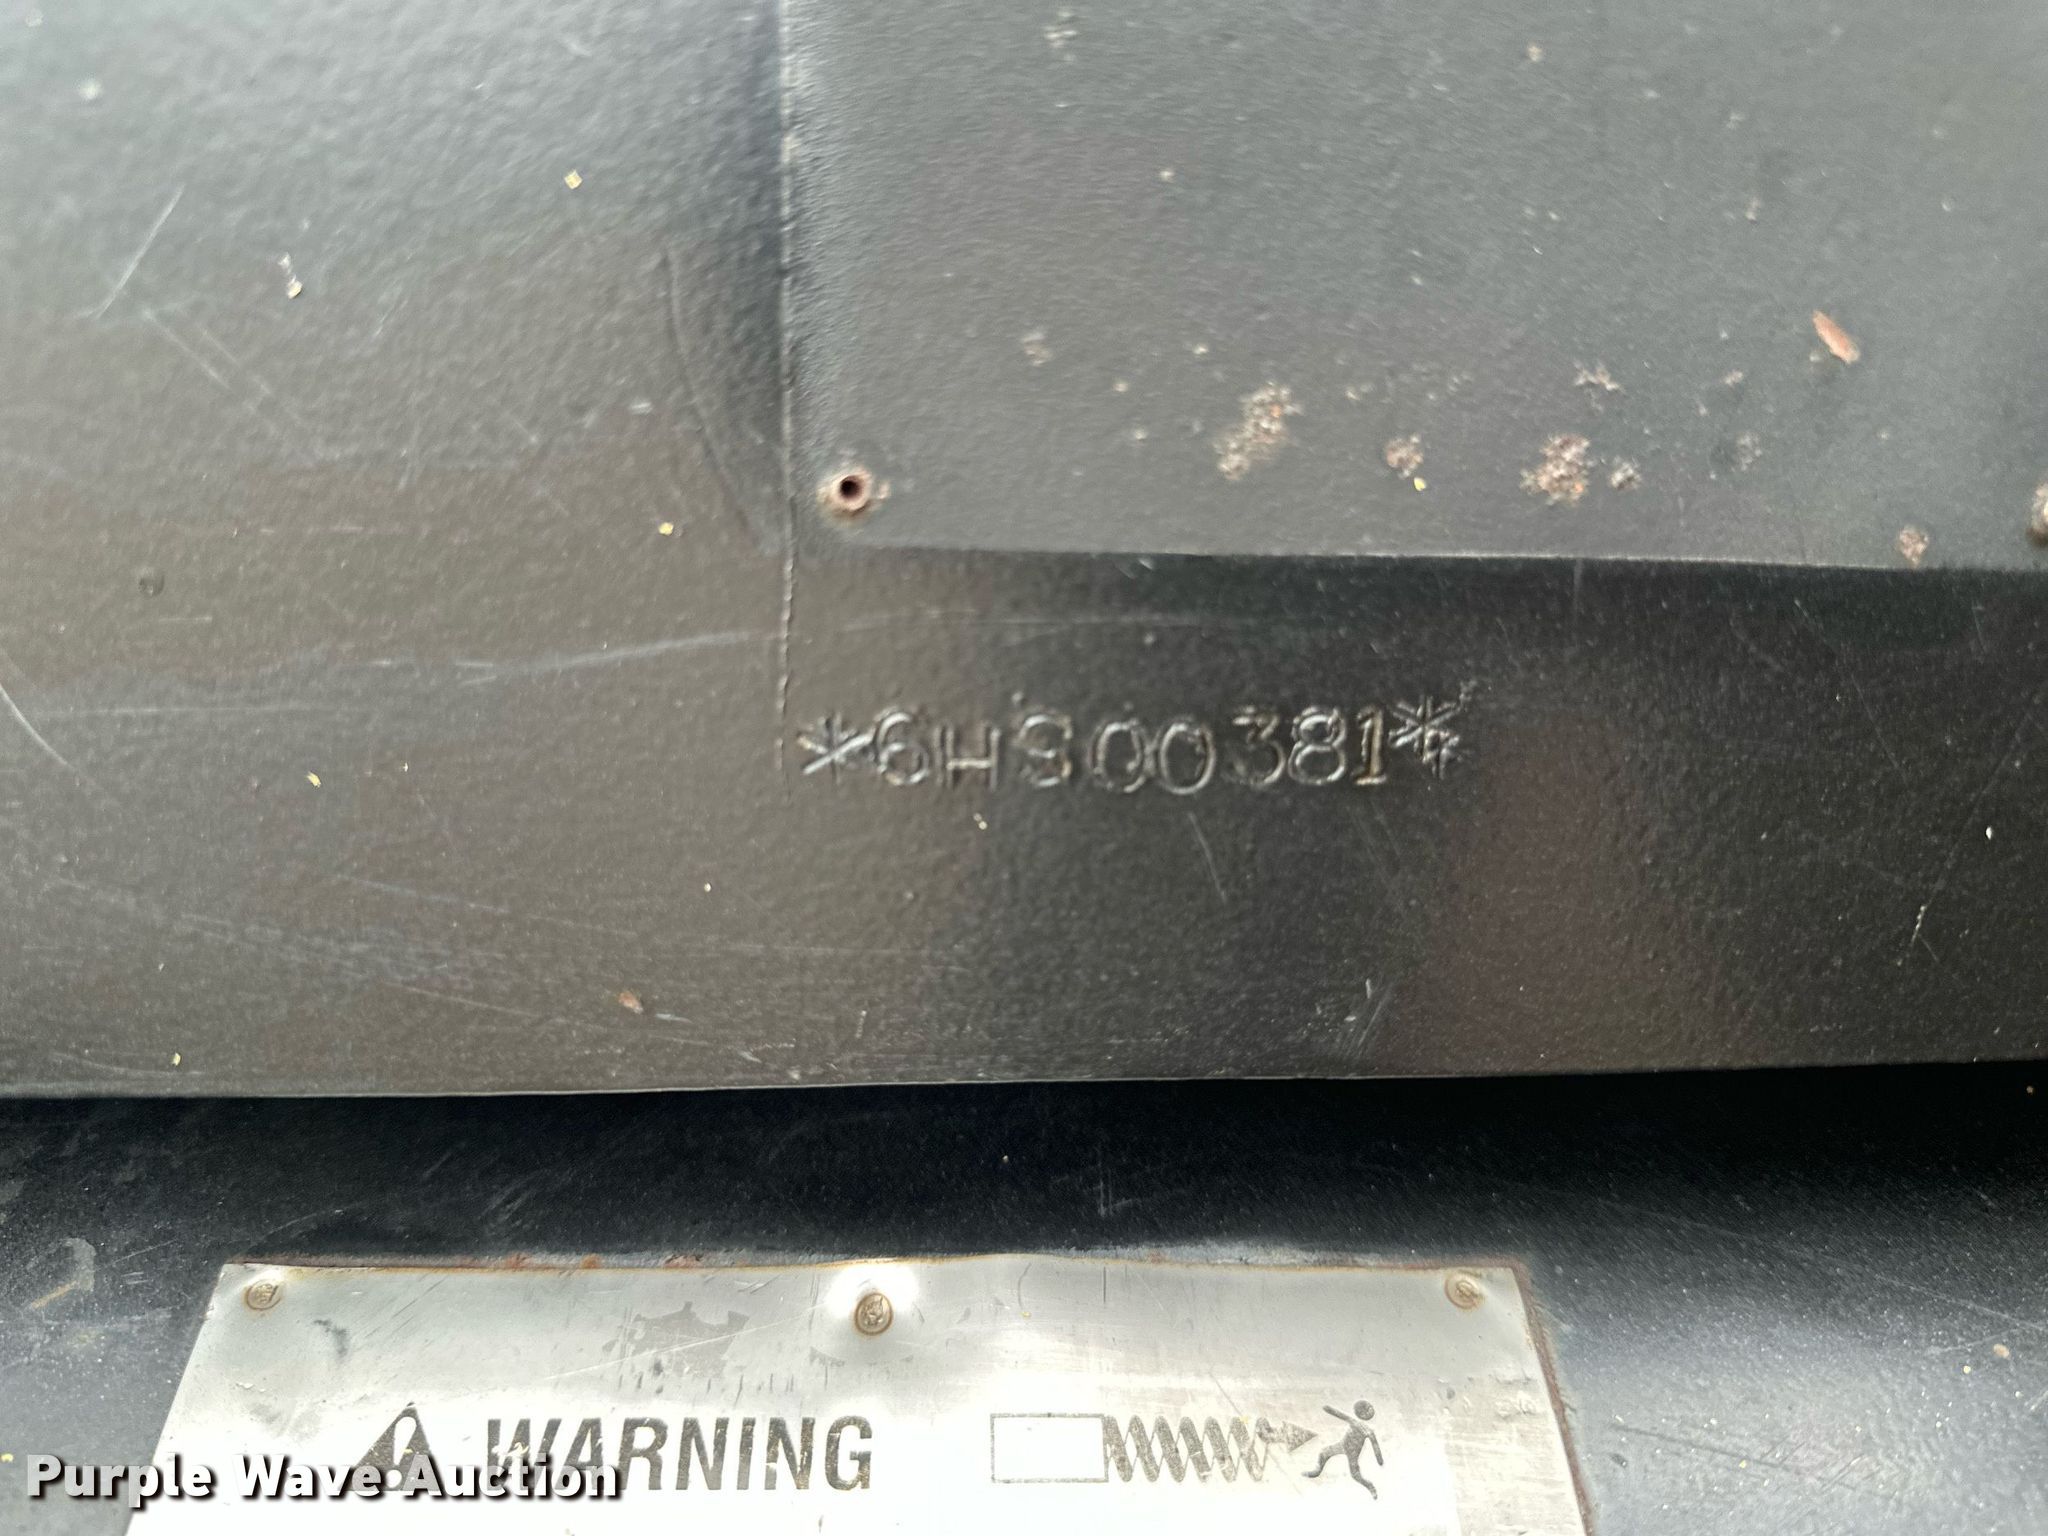 *6HS00381*
WARNING
Purple Wave Auction